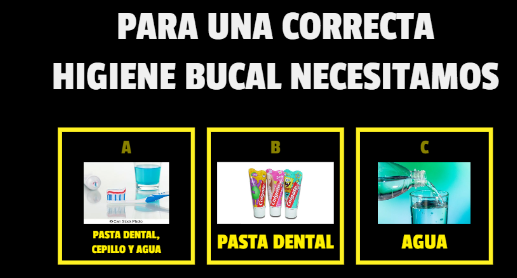 PARA UNA CORRECTA
HIGIENE BUCAL NECESITAMOS
A
B
C
PASTA DENTAL,
CEPILLO Y AGUA
PASTA DENTAL
AGUA